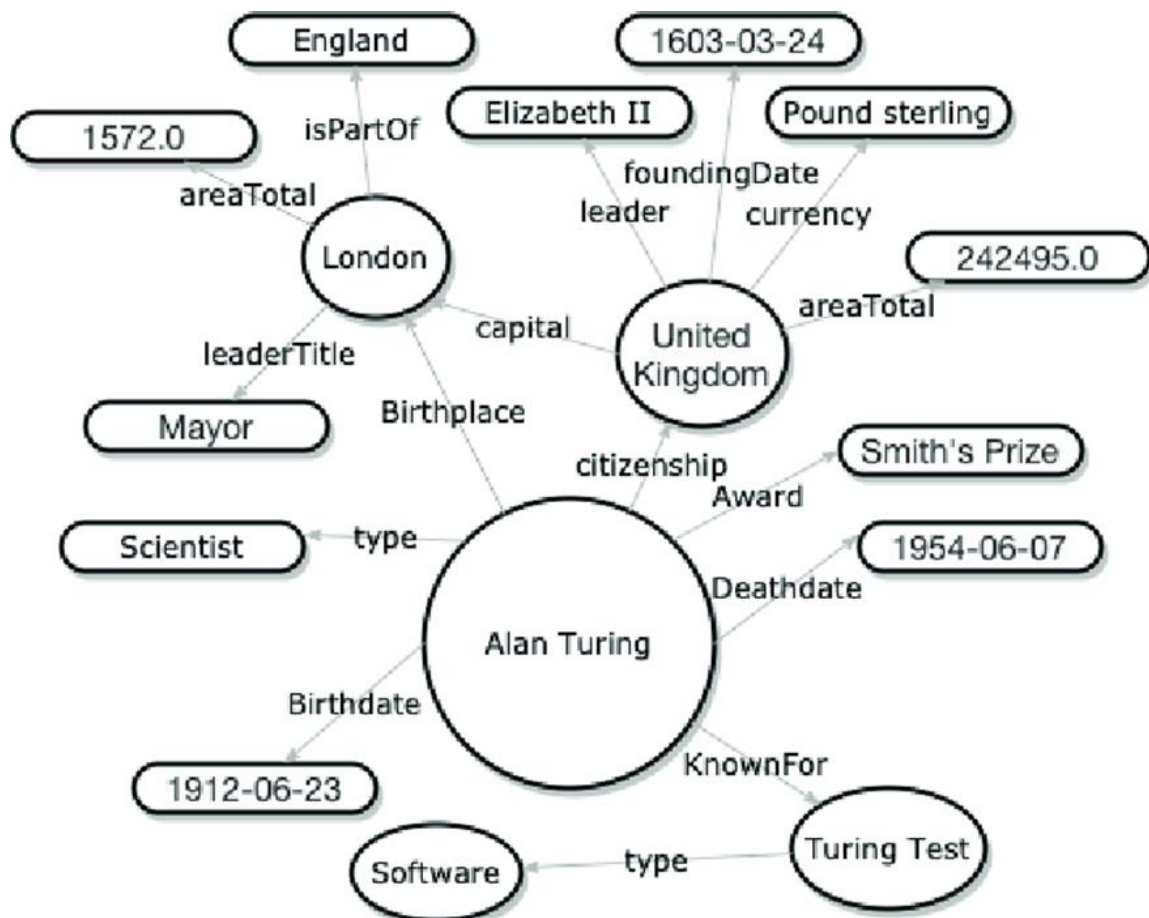 England
1603-03-24
Elizabeth II
Pound sterling
1572.0
isPartOf
foundingDate
areaTotal
leader
currency
London
242495.0
areaTotal
capital
United
Kingdom
leaderTitle
Birthplace
Mayor
citizenship
Smith's Prize
Award
Scientist
type
1954-06-07
Deathdate
Alan Turing
Birthdate
KnownFor
1912-06-23
Turing Test
type
Software